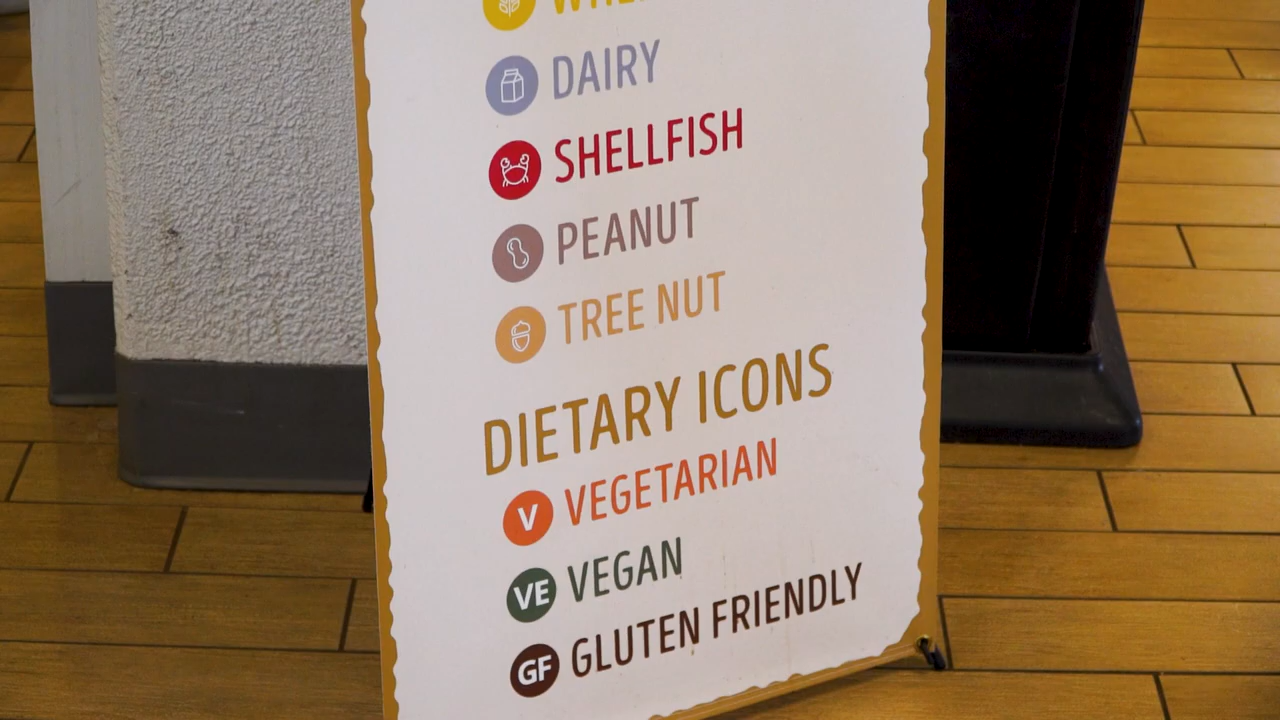 DAIRY
SHELLFISH
PEANUT
TREE NUT
DIETARY ICONS
V VEGETARIAN
VE VEGAN
GF GLUTEN FRIENDLY